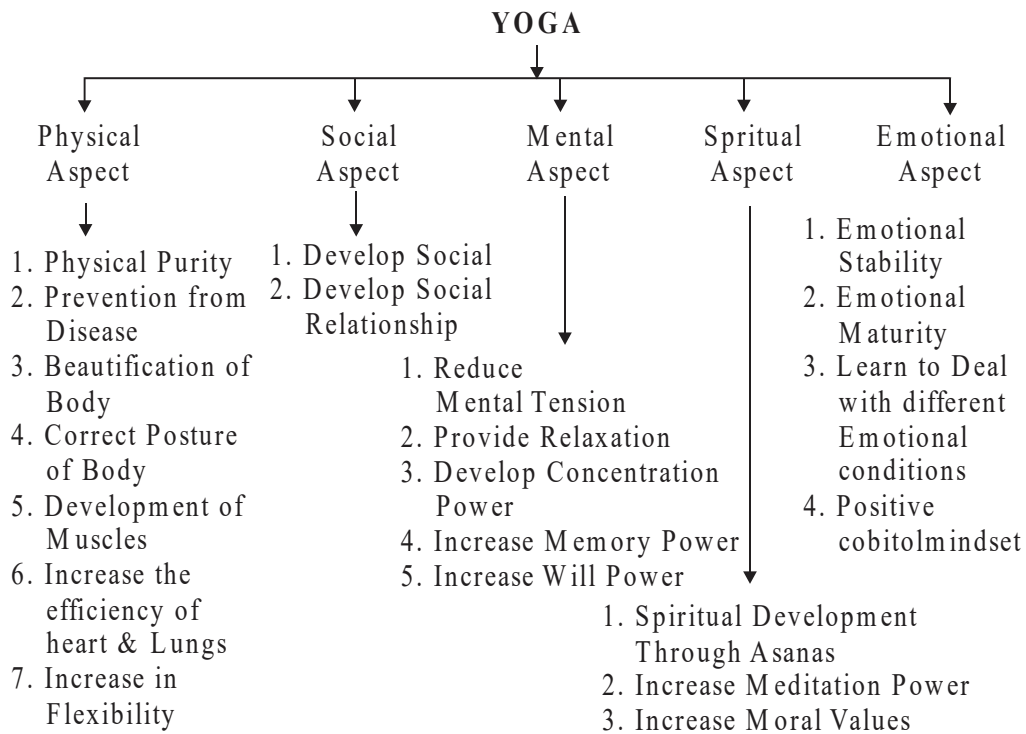 YOGA
Physical
Aspect
1. Physical Purity
2. Prevention from
Disease
3. Beautification of
Body
4. Correct Posture
of Body
5. Development of
Muscles
6. Increase the
efficiency of
heart & Lungs
7. Increase in
Flexibility
Social
Aspect
1. Develop Social
2. Develop Social
Relationship
Mental
Aspect
1. Reduce
Mental Tension
2. Provide Relaxation
3. Develop Concentration
Power
4. Increase Memory Power
5. Increase Will Power
Spritual
Aspect
1. Spiritual Development
Through Asanas
2. Increase Meditation Power
3. Increase Moral Values
Emotional
Aspect
1. Emotional
Stability
2. Emotional
Maturity
3. Learn to Deal
with different
Emotional
conditions
4. Positive
cobitolmindset